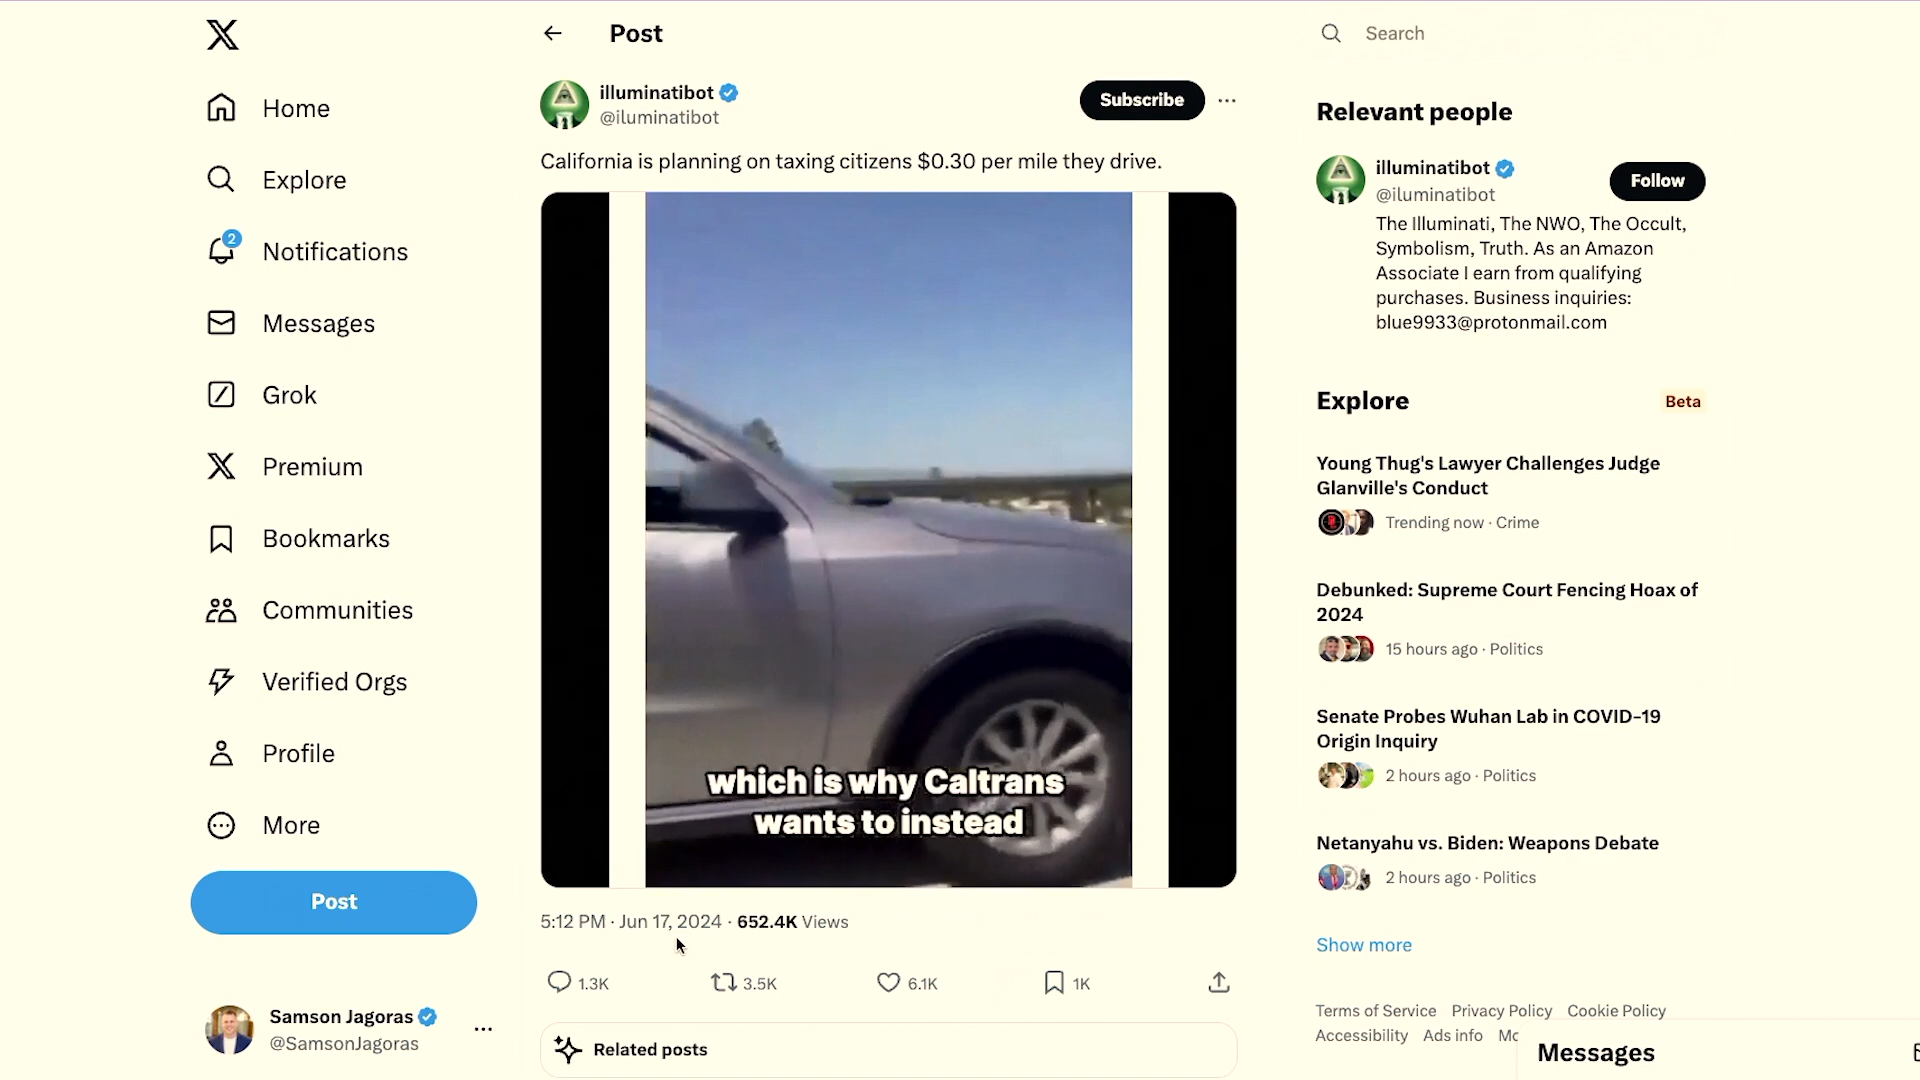 Home
Explore
2
Notifications
Messages
Grok
Premium
Bookmarks
Communities
Verified Orgs
Profile
More
Post
Samson Jagoras
@SamsonJagoras
Post
illuminatibot
@iluminatibot
Subscribe
California is planning on taxing citizens $0.30 per mile they drive.
which is why Caltrans
wants to instead
5:12 PM · Jun 17, 2024 · 652.4K Views
1.3K
3.5K
6.1K
1K
Related posts
Search
Relevant people
illuminatibot
@iluminatibot
Follow
The Illuminati, The NWO, The Occult,
Symbolism, Truth. As an Amazon
Associate I earn from qualifying
purchases. Business inquiries:
blue9933@protonmail.com
Explore
Beta
Young Thug's Lawyer Challenges Judge
Glanville's Conduct
Trending now · Crime
Debunked: Supreme Court Fencing Hoax of
2024
15 hours ago · Politics
Senate Probes Wuhan Lab in COVID-19
Origin Inquiry
2 hours ago · Politics
Netanyahu vs. Biden: Weapons Debate
2 hours ago · Politics
Show more
Terms of Service Privacy Policy Cookie Policy
Accessibility Ads info
Messages